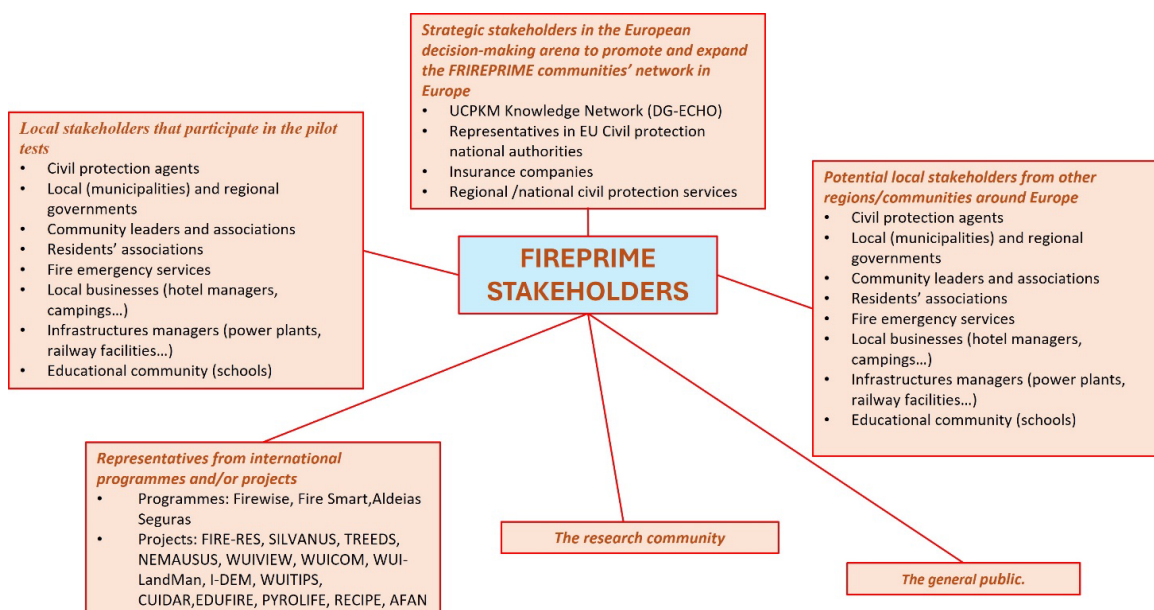 Strategic stakeholders in the European
decision-making arena to promote and expand
the FRIREPRIME communities’ network in
Europe
• UCPKM Knowledge Network (DG-ECHO)
• Representatives in EU Civil protection
national authorities
• Insurance companies
• Regional /national civil protection services
Local stakeholders that participate in the pilot
tests
• Civil protection agents
• Local (municipalities) and regional
governments
• Community leaders and associations
• Residents’ associations
• Fire emergency services
• Local businesses (hotel managers,
campings…)
• Infrastructures managers (power plants,
railway facilities…)
• Educational community (schools)
FIREPRIME
STAKEHOLDERS
Potential local stakeholders from other
regions/communities around Europe
• Civil protection agents
• Local (municipalities) and regional
governments
• Community leaders and associations
• Residents’ associations
• Fire emergency services
• Local businesses (hotel managers,
campings…)
• Infrastructures managers (power plants,
railway facilities…)
• Educational community (schools)
Representatives from international
programmes and/or projects
• Programmes: Firewise, Fire Smart,Aldeias
Seguras
• Projects: FIRE-RES, SILVANUS, TREEDS,
NEMAUSUS, WUIVIEW, WUICOM, WUI-
LandMan, I-DEM, WUITIPS,
CUIDAR,EDUFIRE, PYROLIFE, RECIPE, AFAN
The research community
The general public.